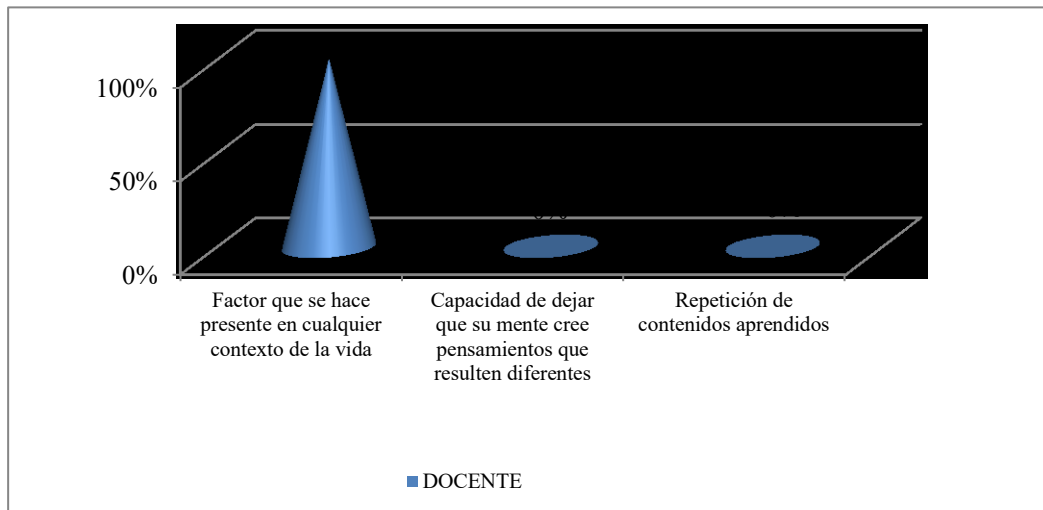 100%
50%
0%
Factor que se hace
presente en cualquier
contexto de la vida
Capacidad de dejar
que su mente cree
pensamientos que
resulten diferentes
Repetición de
contenidos aprendidos
DOCENTE